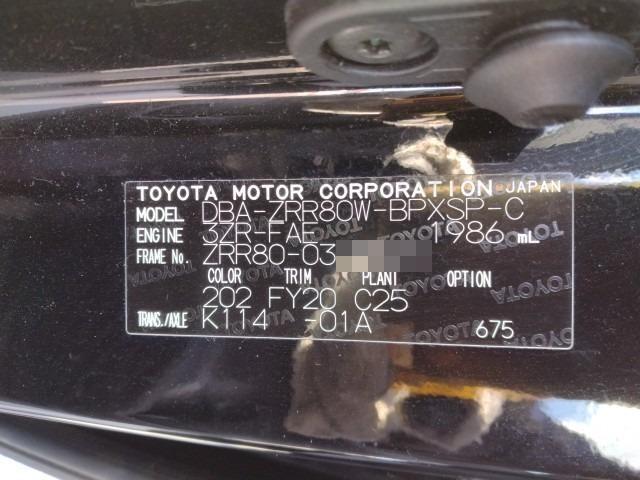 TOYOTA MOTOR CORPORATION JAPAN
MODEL DBA-ZRR80W-BPXSP-C
ENGINE 3ZR-FAE 1986 mL
FRAME No. ZRR80-03
COLOR TRIM PLANT OPTION
202 FY20 C25
TRANS./AXLE K114 -01A 675